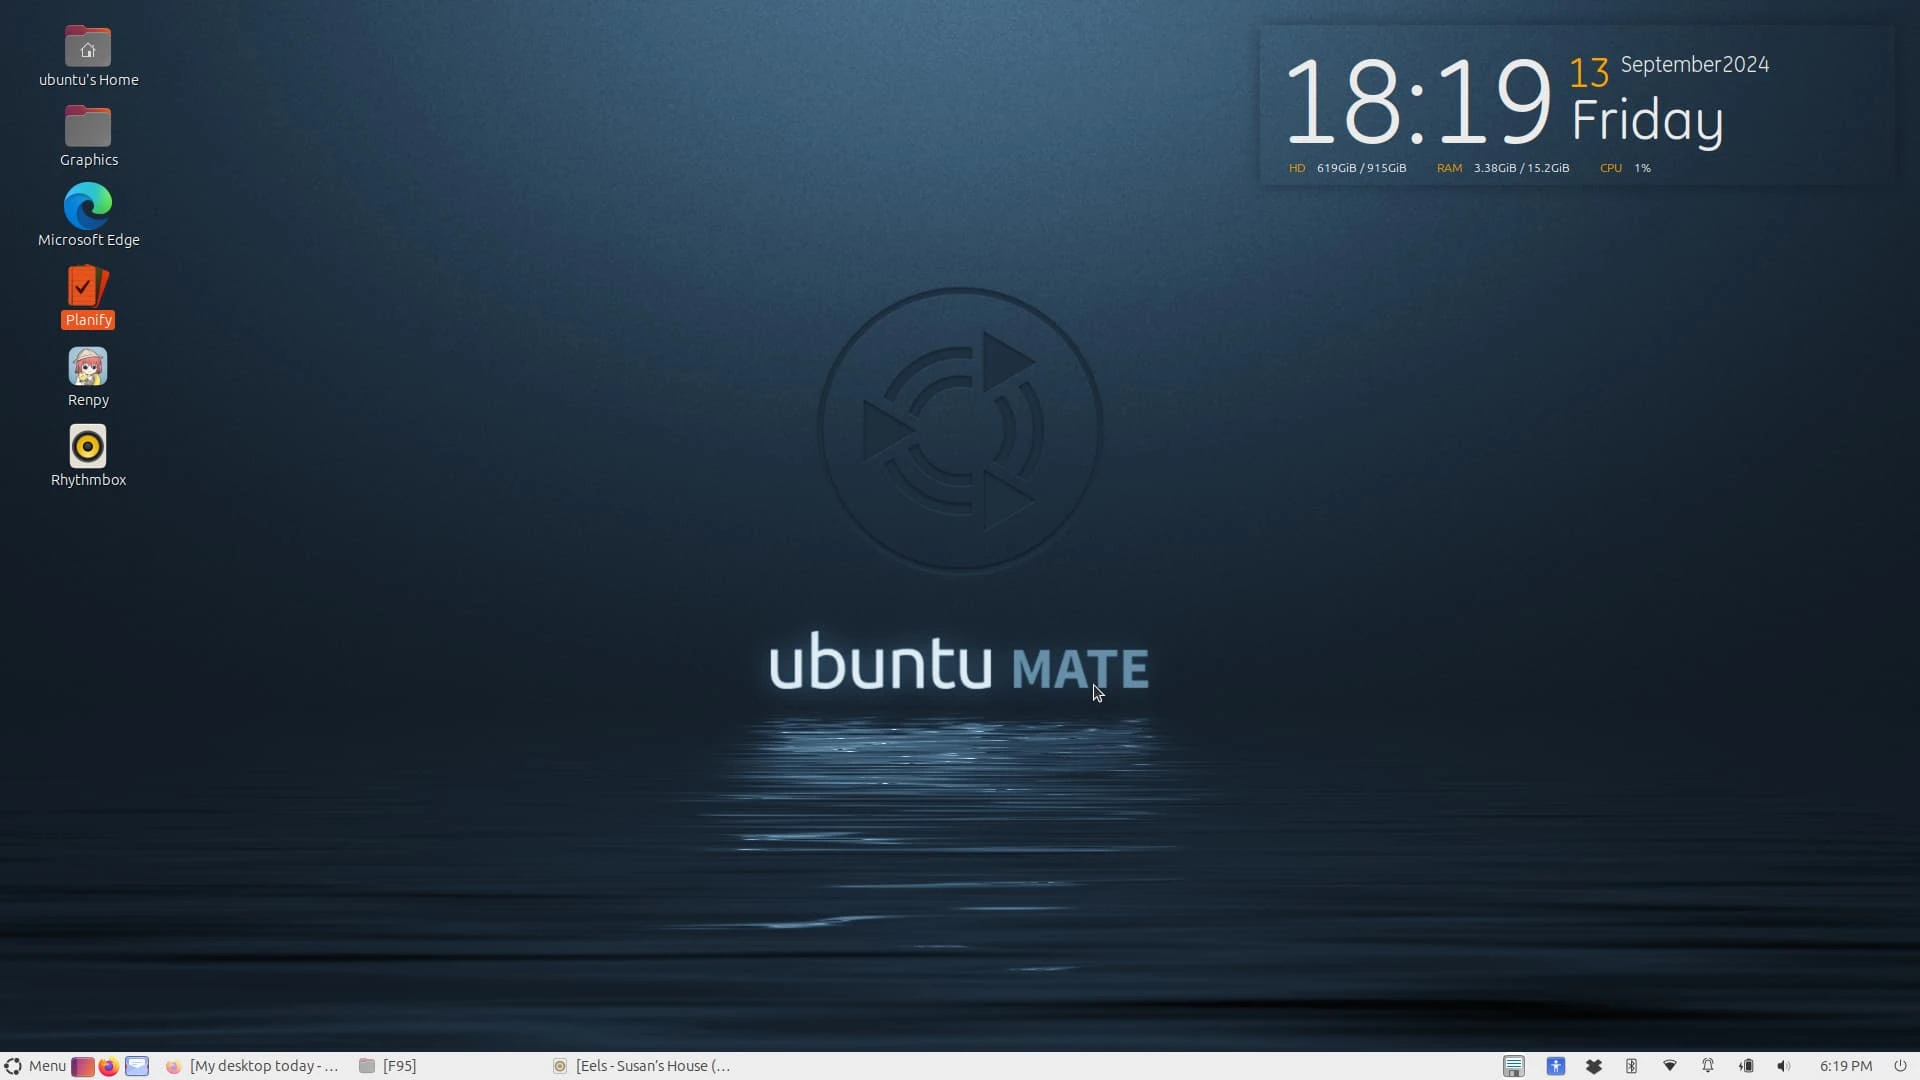 ubuntu's Home
Graphics
Microsoft Edge
Planify
Renpy
Rhythmbox
18:19
13 September2024
Friday
HD 619GiB / 915GiB RAM 3.38GiB / 15.2GiB CPU 1%
ubuntu MATE
Menu [My desktop today - ... [F95] [Eels - Susan's House (... 6:19 PM